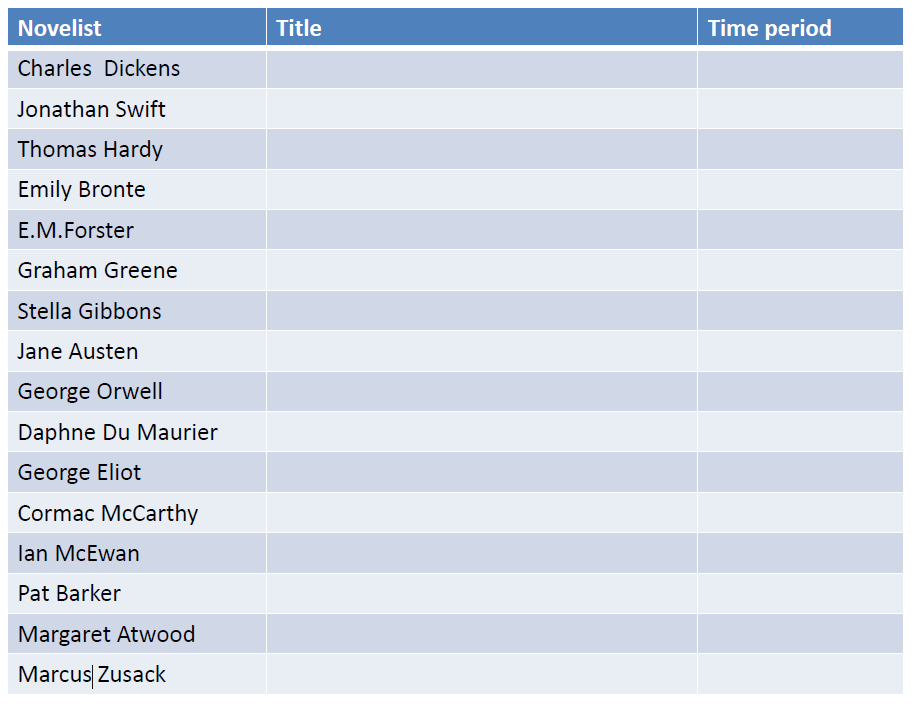 Novelist Title Time period
Charles  Dickens
Jonathan Swift
Thomas Hardy
Emily Bronte
E.M.Forster
Graham Greene
Stella Gibbons
Jane Austen
George Orwell
Daphne Du Maurier
George Eliot
Cormac McCarthy
Ian McEwan
Pat Barker
Margaret Atwood
Marcus Zusack